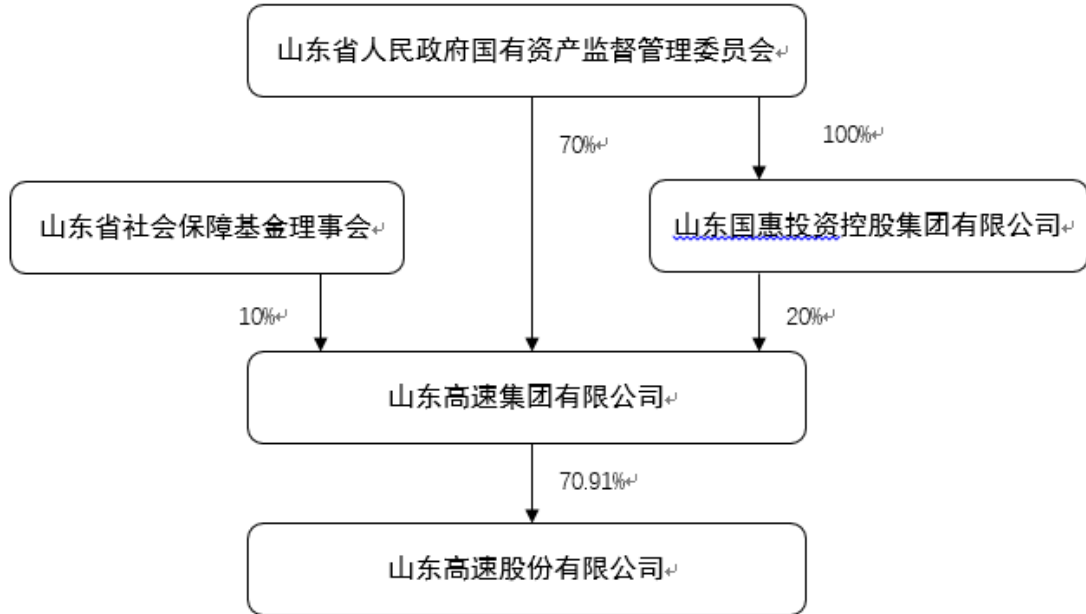 山东省人民政府国有资产监督管理委员会
70%
100%
山东省社会保障基金理事会
山东国惠投资控股集团有限公司
10%
20%
山东高速集团有限公司
70.91%
山东高速股份有限公司